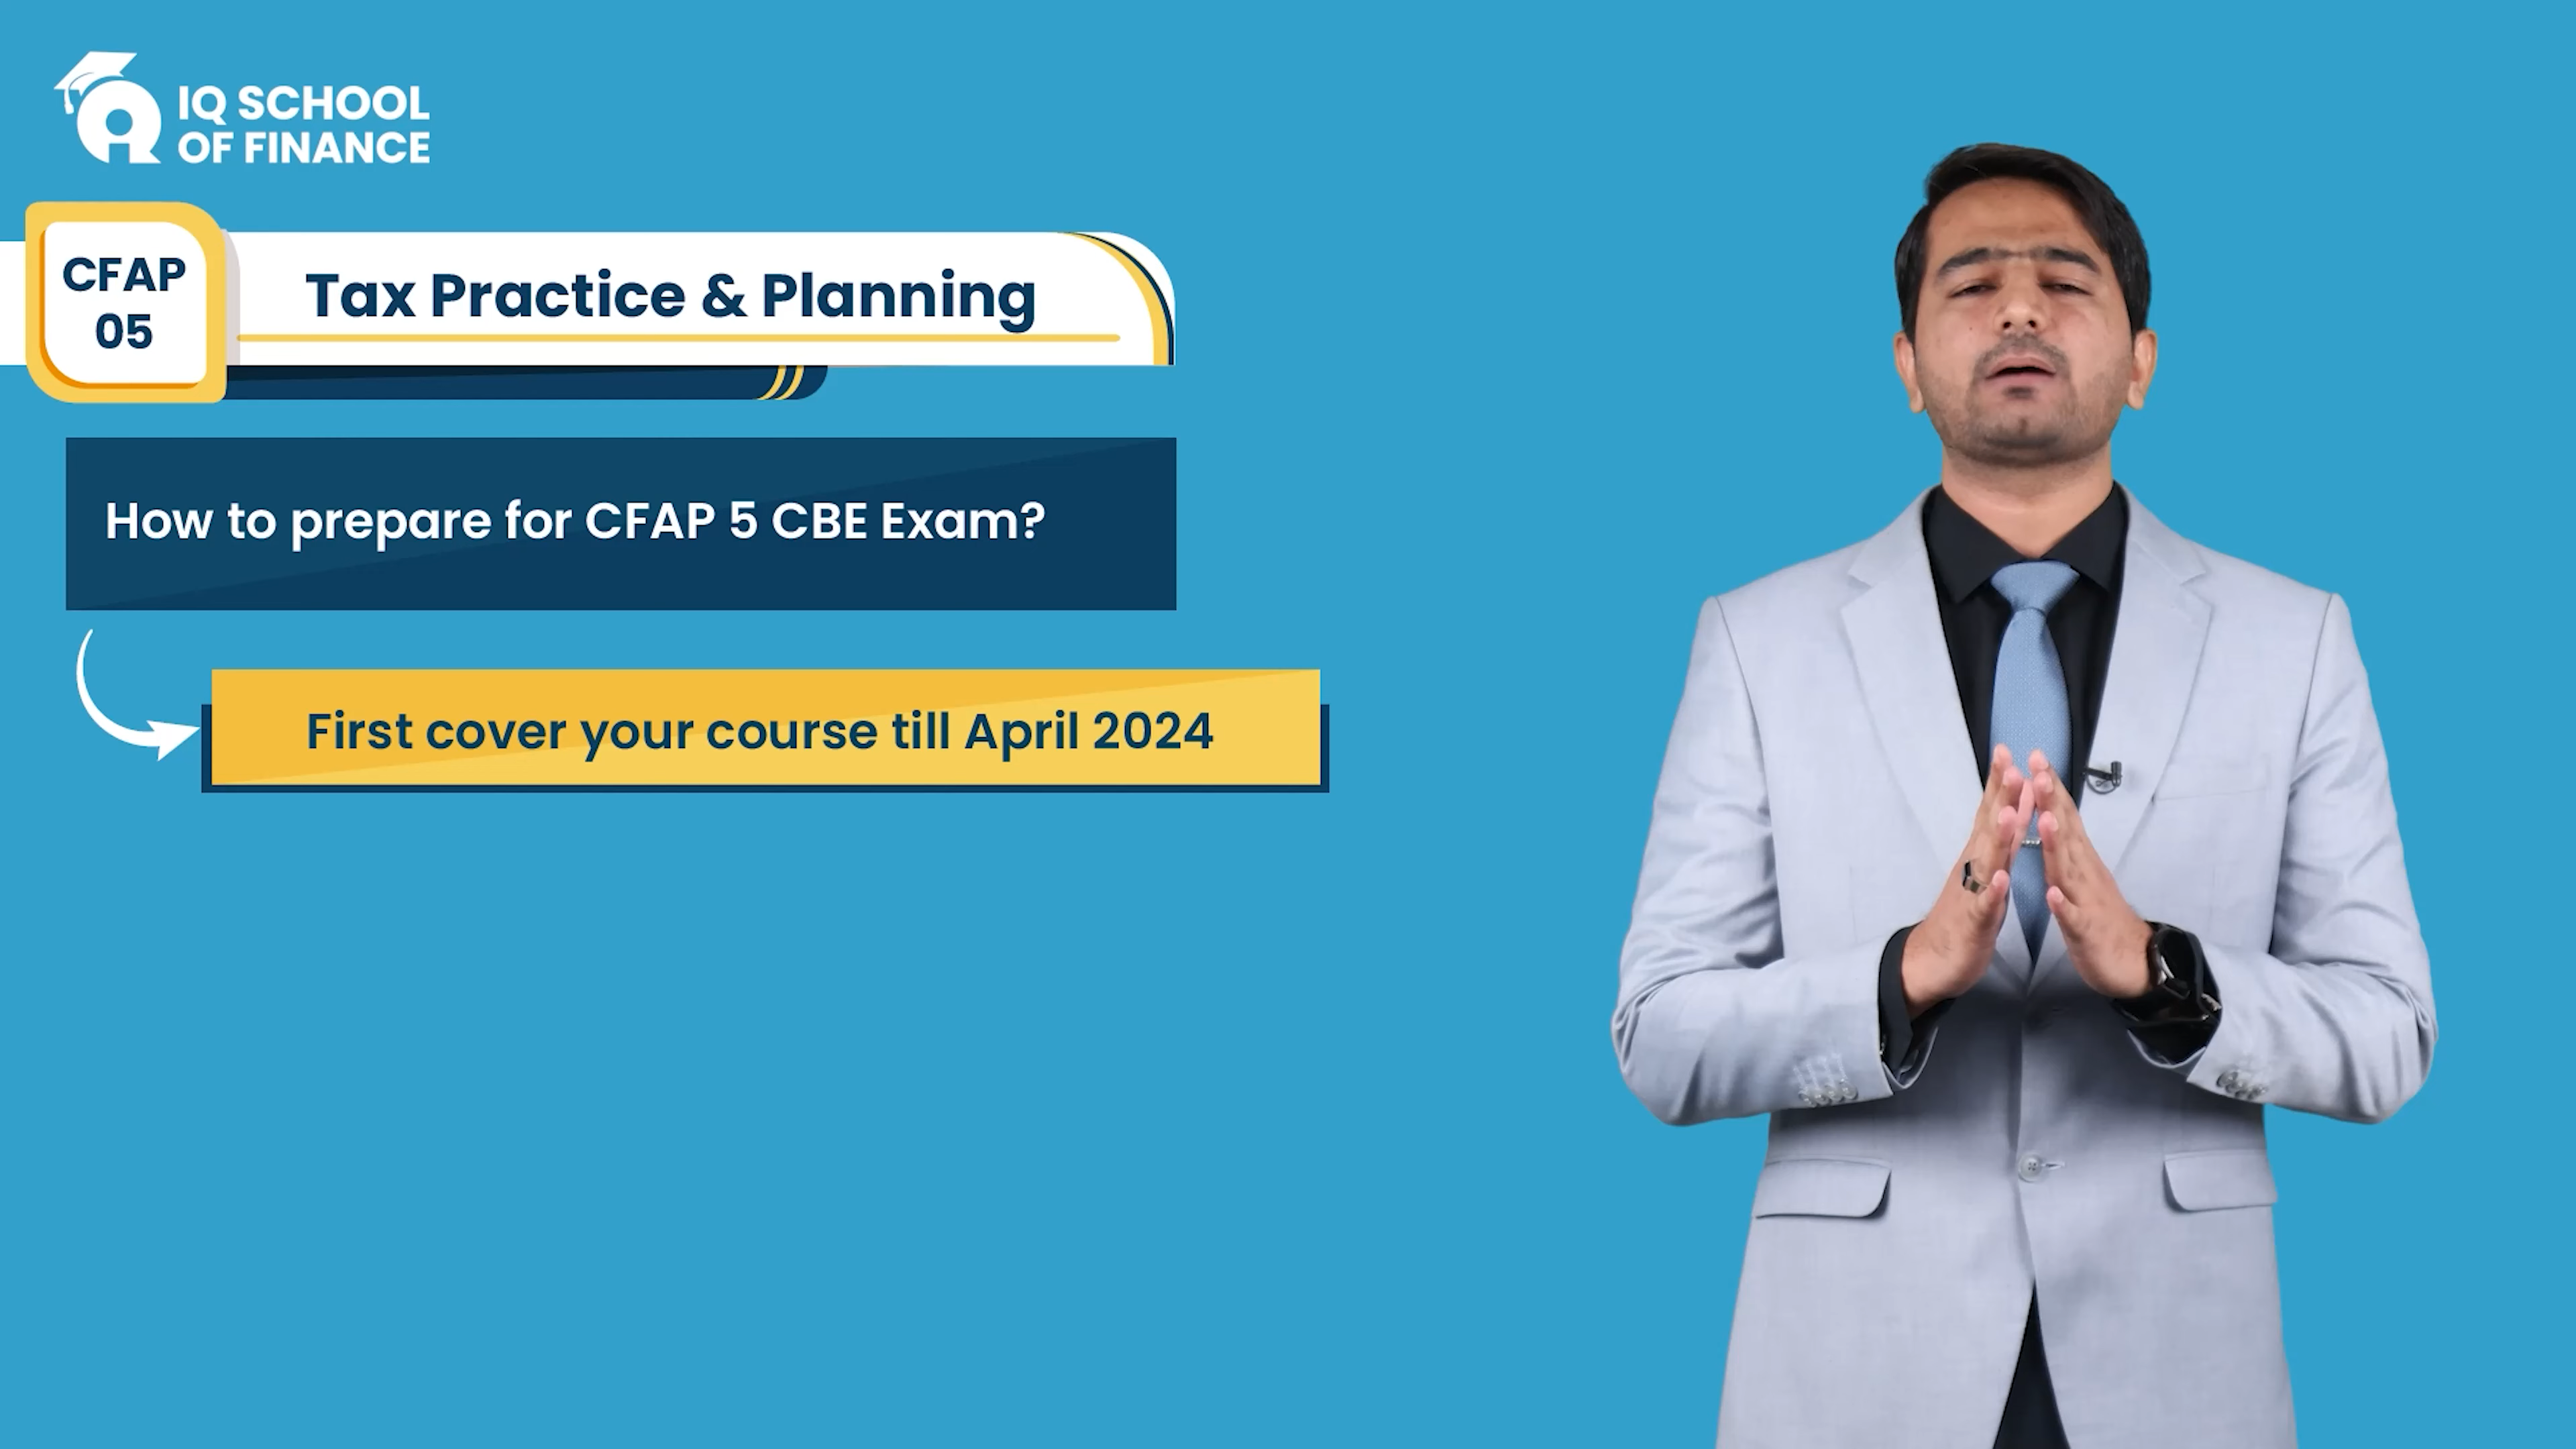 IQ SCHOOL
OF FINANCE
CFAP
05
Tax Practice & Planning
How to prepare for CFAP 5 CBE Exam?
First cover your course till April 2024